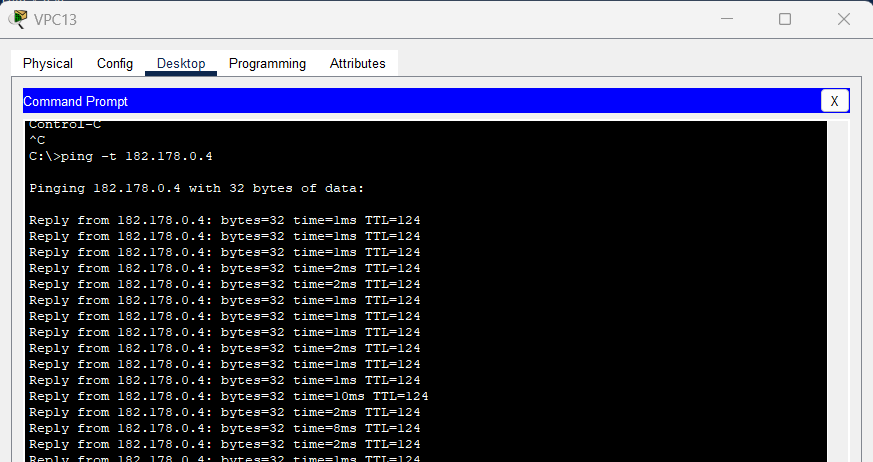 VPC13
Physical Config Desktop Programming Attributes
Command Prompt X
Control-C
^C
C:\>ping -t 182.178.0.4
Pinging 182.178.0.4 with 32 bytes of data:
Reply from 182.178.0.4: bytes=32 time=1ms TTL=124
Reply from 182.178.0.4: bytes=32 time=1ms TTL=124
Reply from 182.178.0.4: bytes=32 time=1ms TTL=124
Reply from 182.178.0.4: bytes=32 time=2ms TTL=124
Reply from 182.178.0.4: bytes=32 time=2ms TTL=124
Reply from 182.178.0.4: bytes=32 time=1ms TTL=124
Reply from 182.178.0.4: bytes=32 time=1ms TTL=124
Reply from 182.178.0.4: bytes=32 time=1ms TTL=124
Reply from 182.178.0.4: bytes=32 time=2ms TTL=124
Reply from 182.178.0.4: bytes=32 time=1ms TTL=124
Reply from 182.178.0.4: bytes=32 time=1ms TTL=124
Reply from 182.178.0.4: bytes=32 time=10ms TTL=124
Reply from 182.178.0.4: bytes=32 time=2ms TTL=124
Reply from 182.178.0.4: bytes=32 time=8ms TTL=124
Reply from 182.178.0.4: bytes=32 time=2ms TTL=124
Reply from 182.178.0.4: bytes=32 time=1ms TTL=124